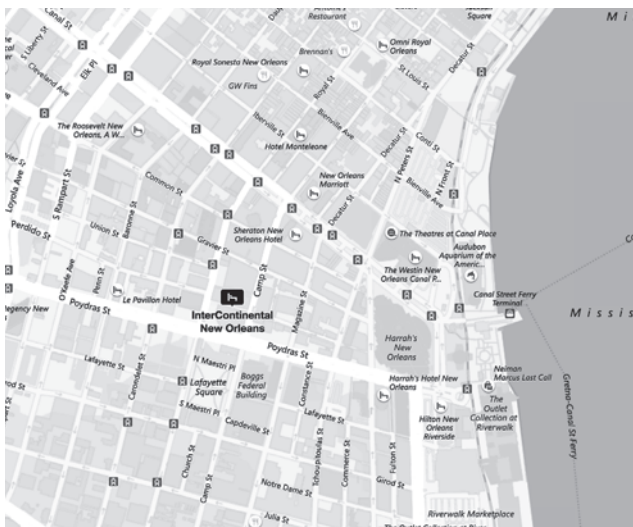 Canal St
S Liberty St
Cleveland Ave
Elk Pl
Antoine's
Restaurant
Brennan's
Omni Royal
Orleans
Square
Mi
Royal Sonesta New Orleans
GW Fins
Royal St
St Louis St
Decatur St
Iberville St
Bienville Ave
Hotel Monteleone
The Roosevelt New
Orleans, A W...
Conti St
Decatur St
N Peters St
N Front St
Bienville Ave
Loyola Ave
S Rampart St
Common St
New Orleans
Marriott
Decatur St
Perdido St
Union St
Baronne St
Gravier St
Sheraton New
Orleans Hotel
The Theatres at Canal Place
Audubon
Aquarium of the
Americ...
The Westin New
Orleans Canal P...
O'Keefe Ave
Penn St
Le Pavillon Hotel
Camp St
Magazine St
Canal Street Ferry
Terminal
Missis
InterContinental
New Orleans
Regency New
Poydras St
Poydras St
Harrah's
New
Orleans
Lafayette St
Carondelet St
N Maestri Pl
Lafayette
Square
Boggs
Federal
Building
Constance St
Harrah's Hotel New
Orleans
Neiman
Marcus Last Call
The
Outlet
Collection at
Riverwalk
Gretna-Canal St Ferry
S Maestri Pl
Capdeville St
Lafayette St
Hilton New
Orleans
Riverside
Church St
Camp St
Tchoupitoulas St
Commerce St
Fulton St
Girod St
Notre Dame St
Julia St
Riverwalk Marketplace